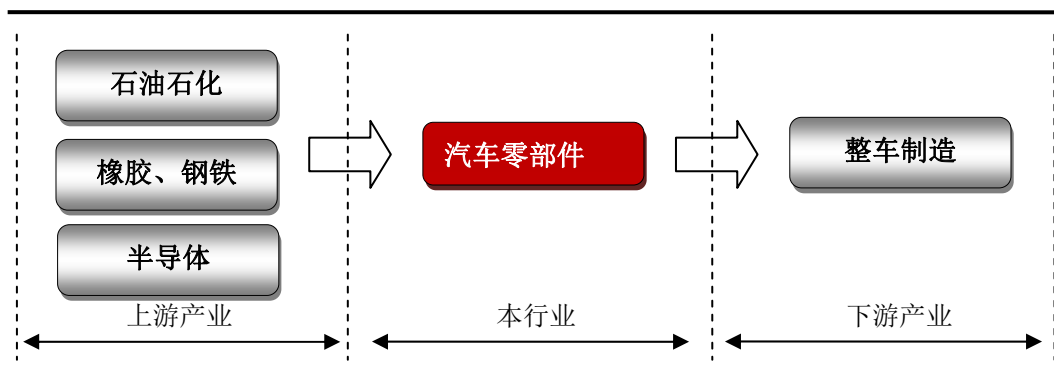 石油石化
橡胶、钢铁
半导体
汽车零部件
整车制造
上游产业
本行业
下游产业